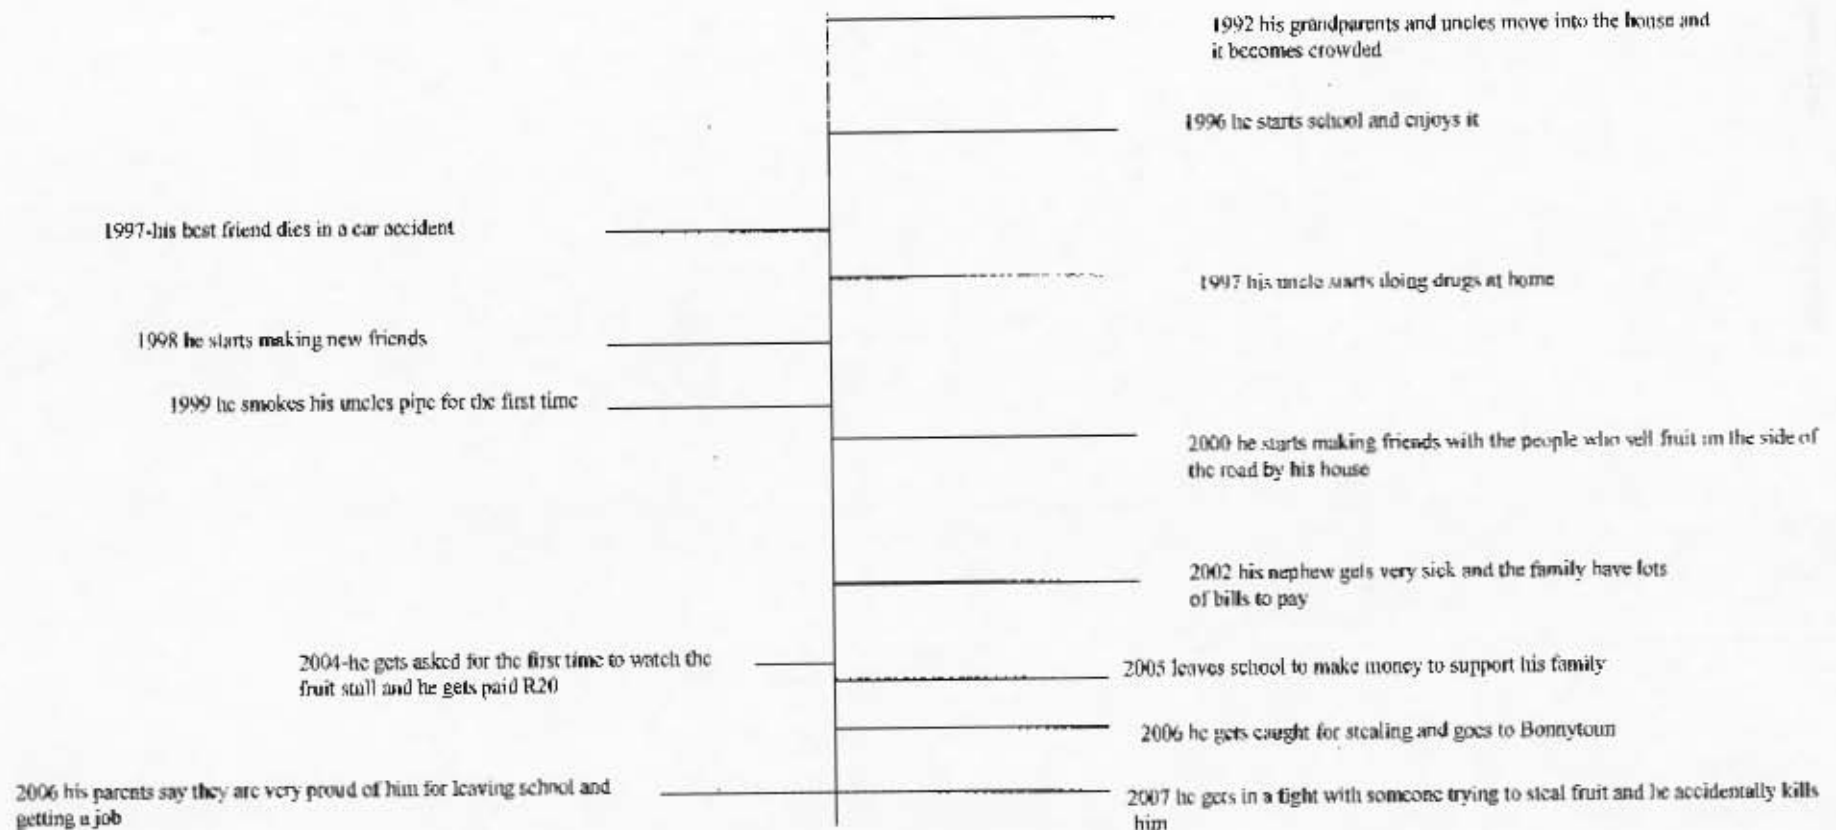 1992 his grandparents and uncles move into the house and
it becomes crowded
1996 he starts school and enjoys it
1997-his best friend dies in a car accident
1997 his uncle starts doing drugs at home
1998 he starts making new friends
1999 he smokes his uncles pipe for the first time
2000 he starts making friends with the people who sell fruit on the side of
the road by his house
2002 his nephew gets very sick and the family have lots
of bills to pay
2004-he gets asked for the first time to watch the
fruit stall and he gets paid R20
2005 leaves school to make money to support his family
2006 he gets caught for stealing and goes to Bonnytoun
2006 his parents say they are very proud of him for leaving school and
getting a job
2007 he gets in a fight with someone trying to steal fruit and he accidentally kills
him